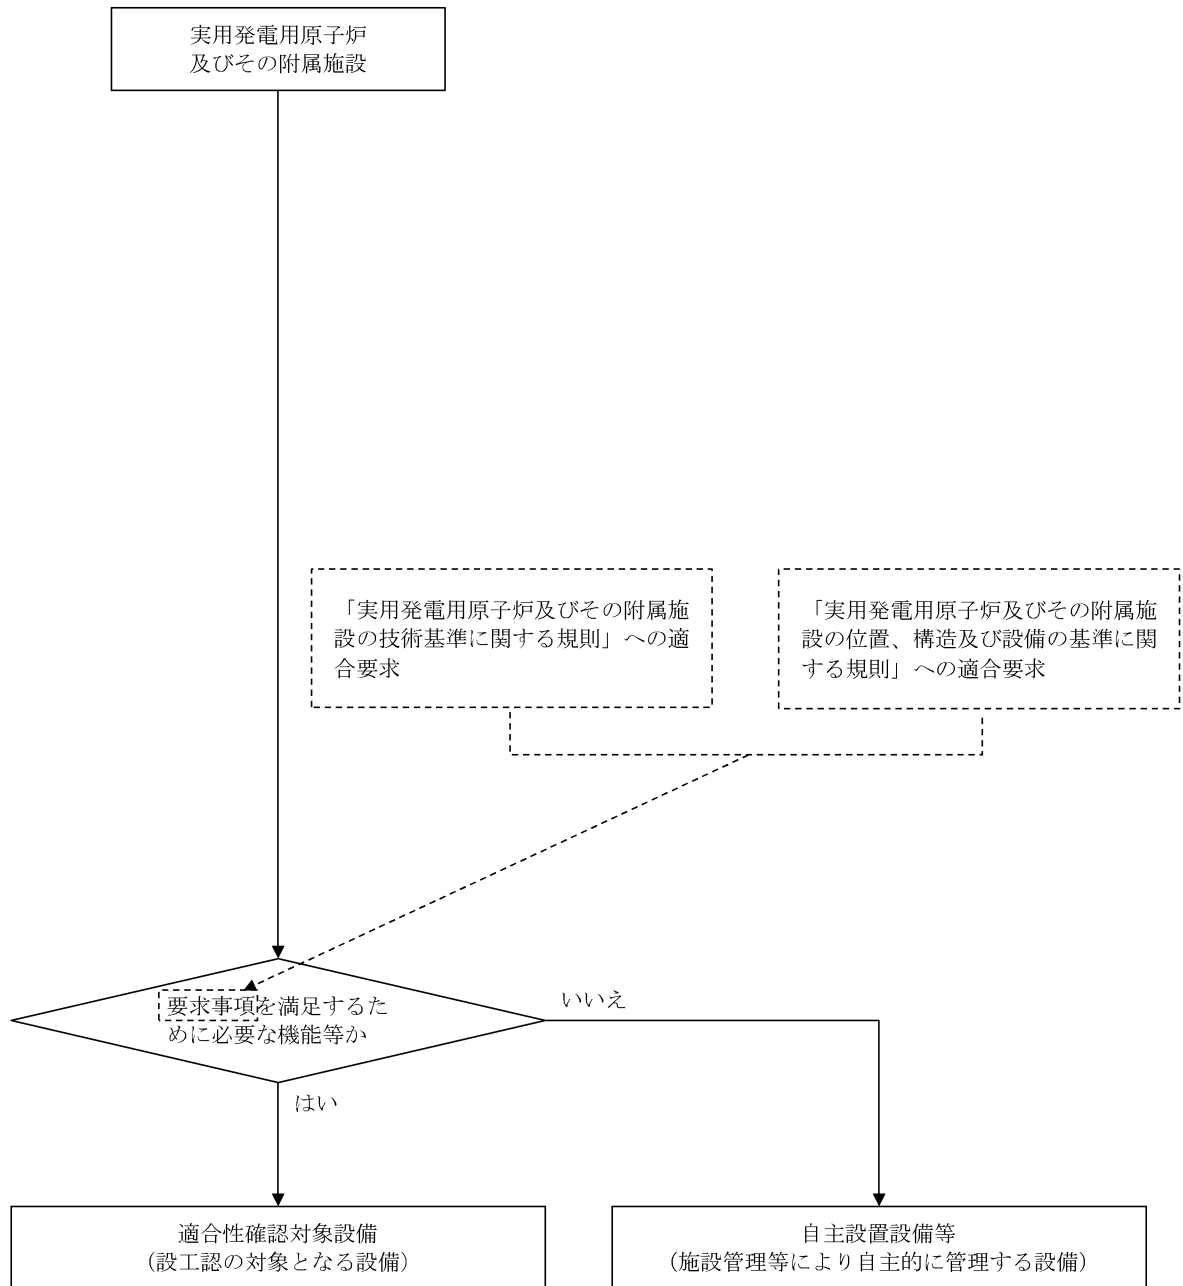 実用発電用原子炉
及びその附属施設
「実用発電用原子炉及びその附属施
設の技術基準に関する規則」への適
合要求
「実用発電用原子炉及びその附属施
設の位置、構造及び設備の基準に関
する規則」への適合要求
要求事項を満足するた
めに必要な機能等か
いいえ
はい
適合性確認対象設備
（設工認の対象となる設備）
自主設置設備等
（施設管理等により自主的に管理する設備）